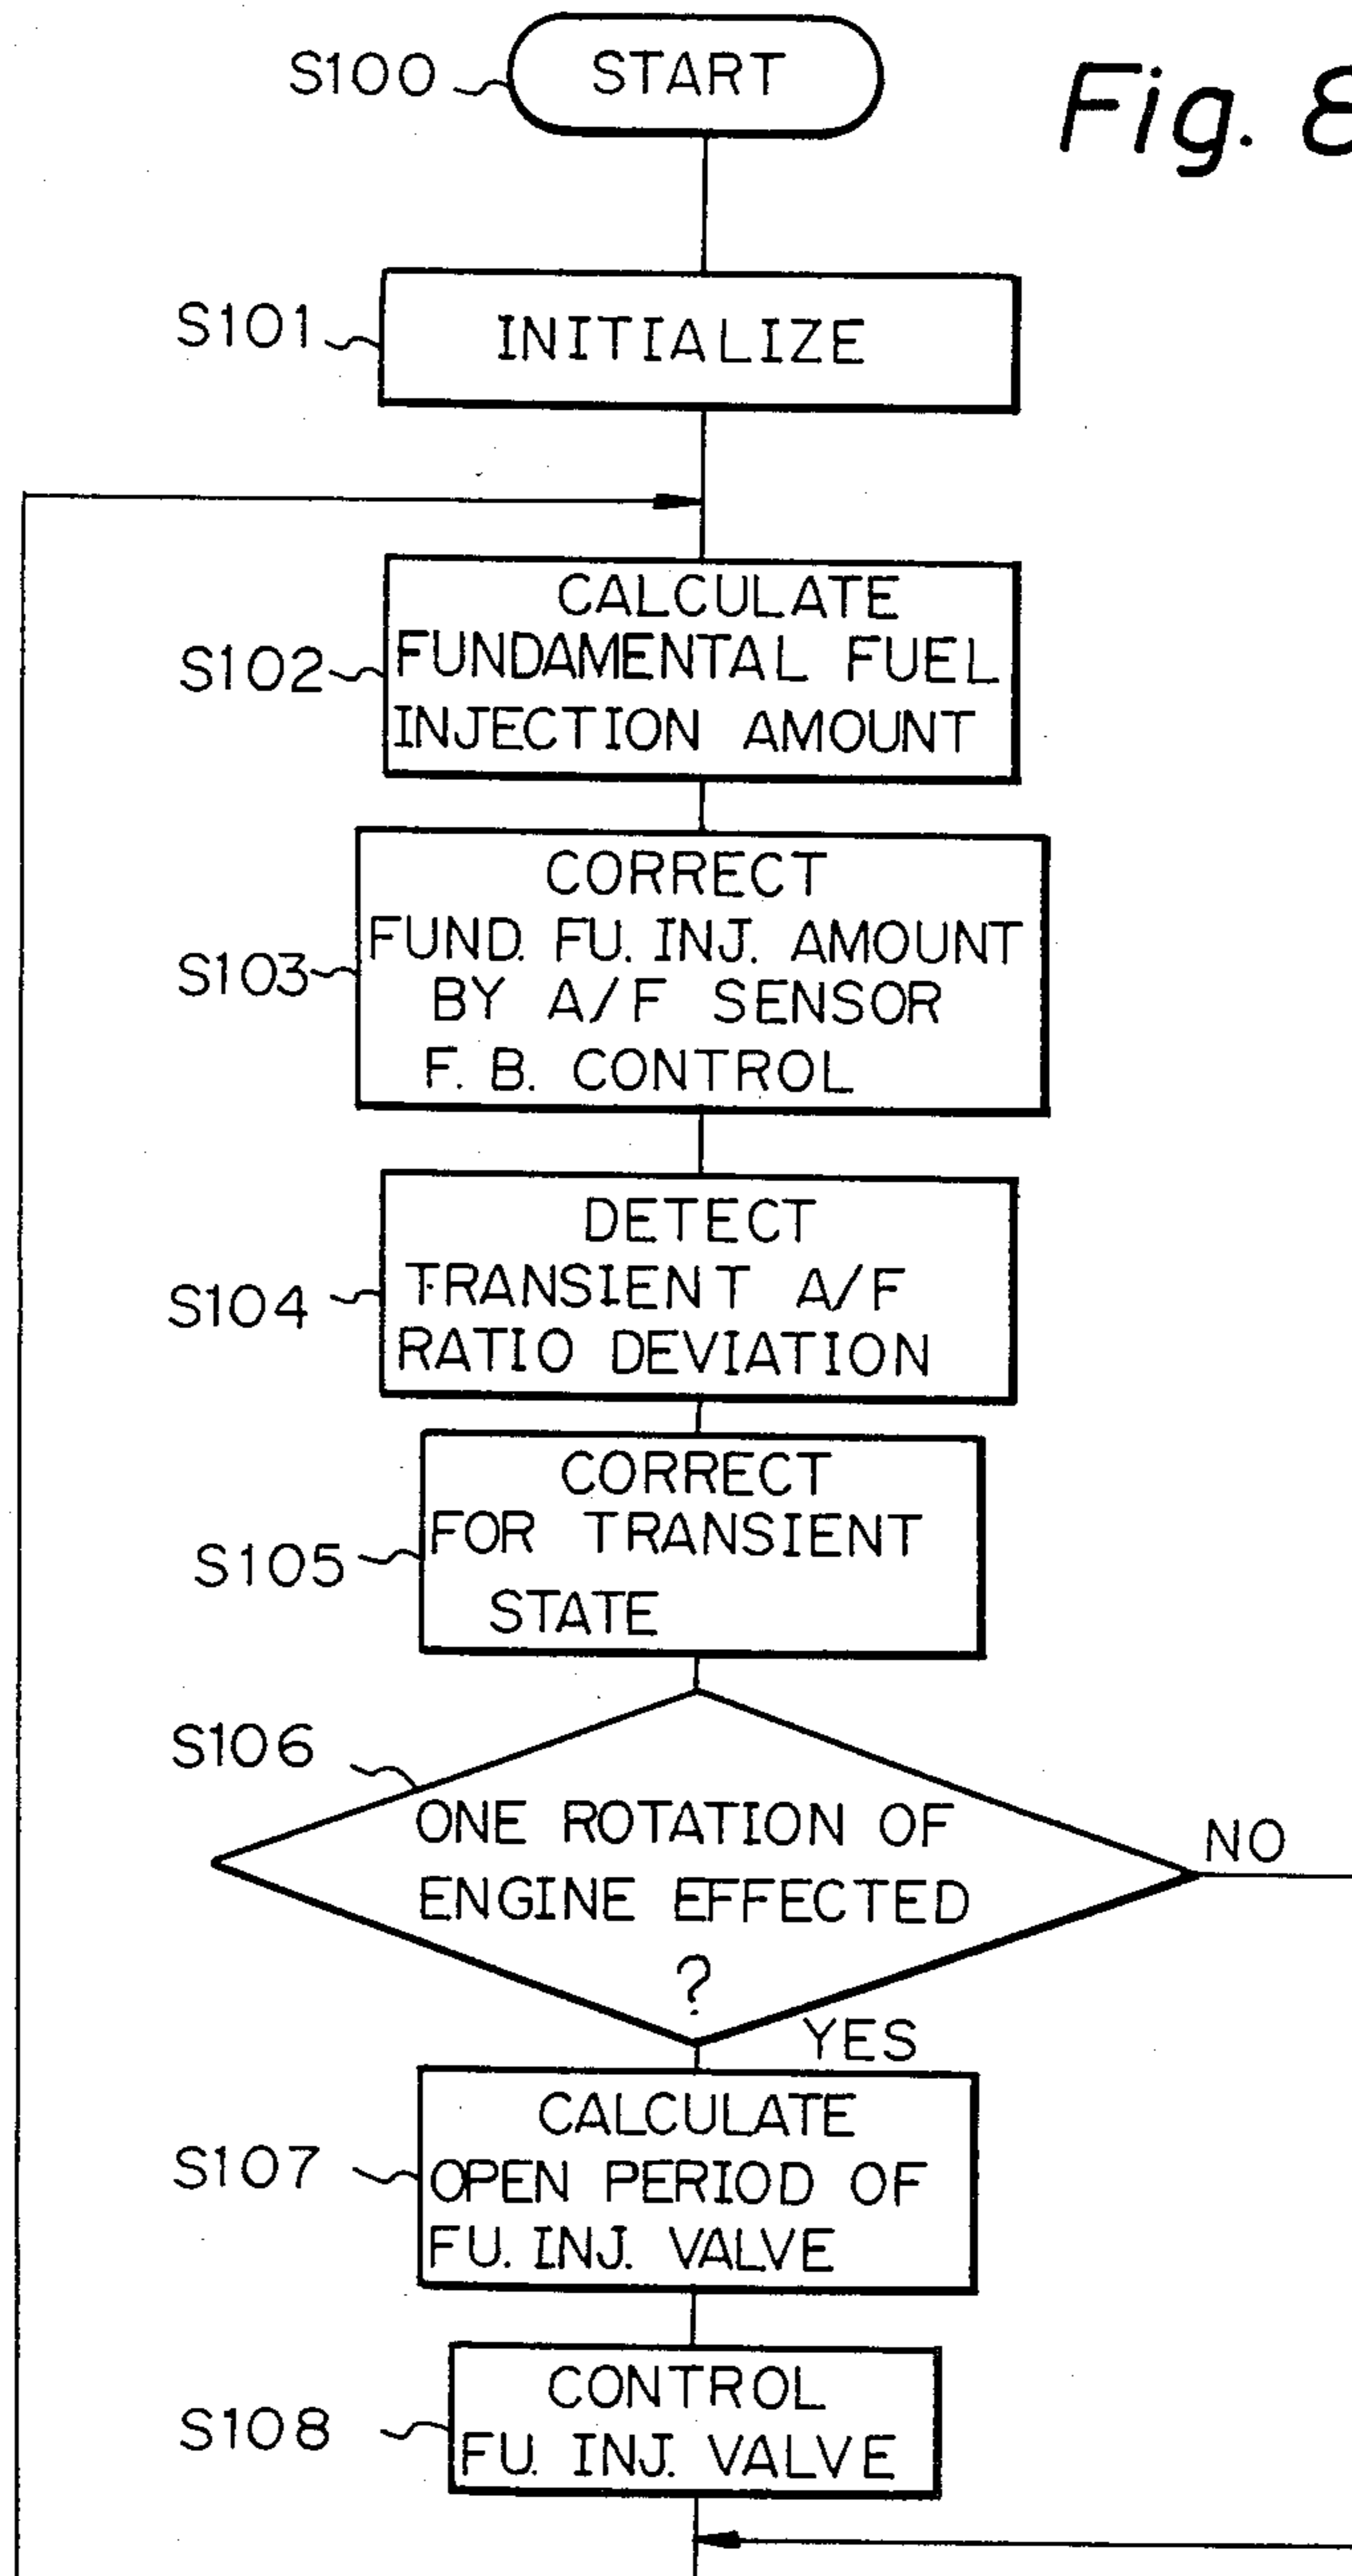 S100
START
Fig. 8
S101
INITIALIZE
S102
CALCULATE
FUNDAMENTAL FUEL
INJECTION AMOUNT
S103
CORRECT
FUND. FU. INJ. AMOUNT
BY A/F SENSOR
F. B. CONTROL
S104
DETECT
TRANSIENT A/F
RATIO DEVIATION
S105
CORRECT
FOR TRANSIENT
STATE
S106
ONE ROTATION OF
ENGINE EFFECTED
?
NO
YES
S107
CALCULATE
OPEN PERIOD OF
FU. INJ. VALVE
S108
CONTROL
FU. INJ. VALVE